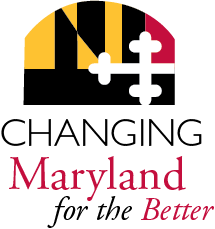 CHANGING
Maryland
for the Better